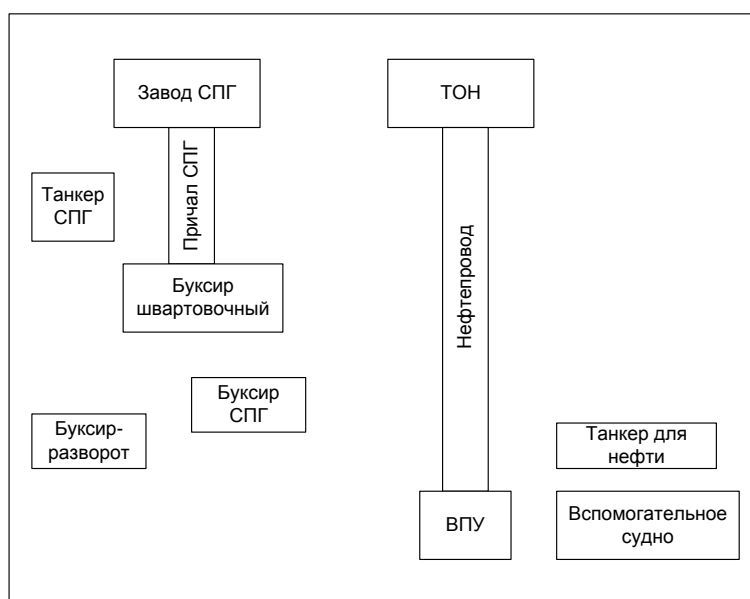 Завод СПГ
ТОН
Причал СПГ
Танкер
СПГ
Буксир
швартовочный
Нефтепровод
Буксир
СПГ
Буксир-
разворот
Танкер для
нефти
ВПУ
Вспомогательное
судно